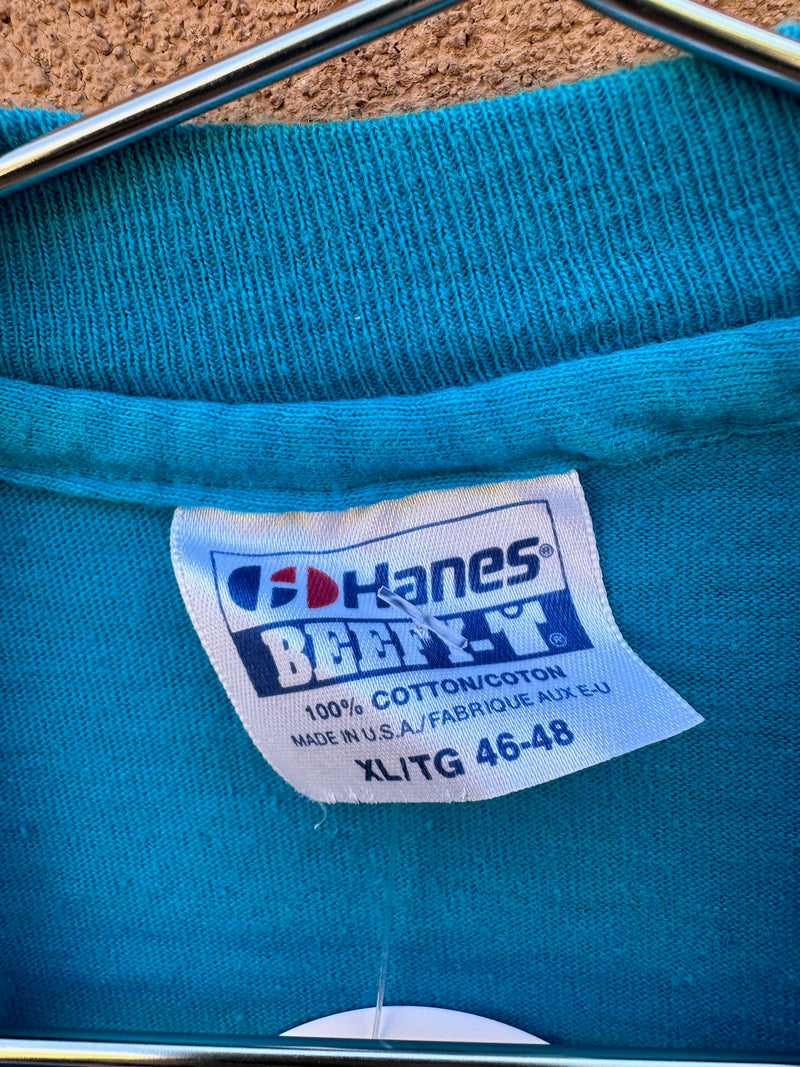 Hanes®
BEEFY-T®
100% COTTON/COTON
MADE IN U.S.A./FABRIQUE AUX E-U
XL/TG 46-48